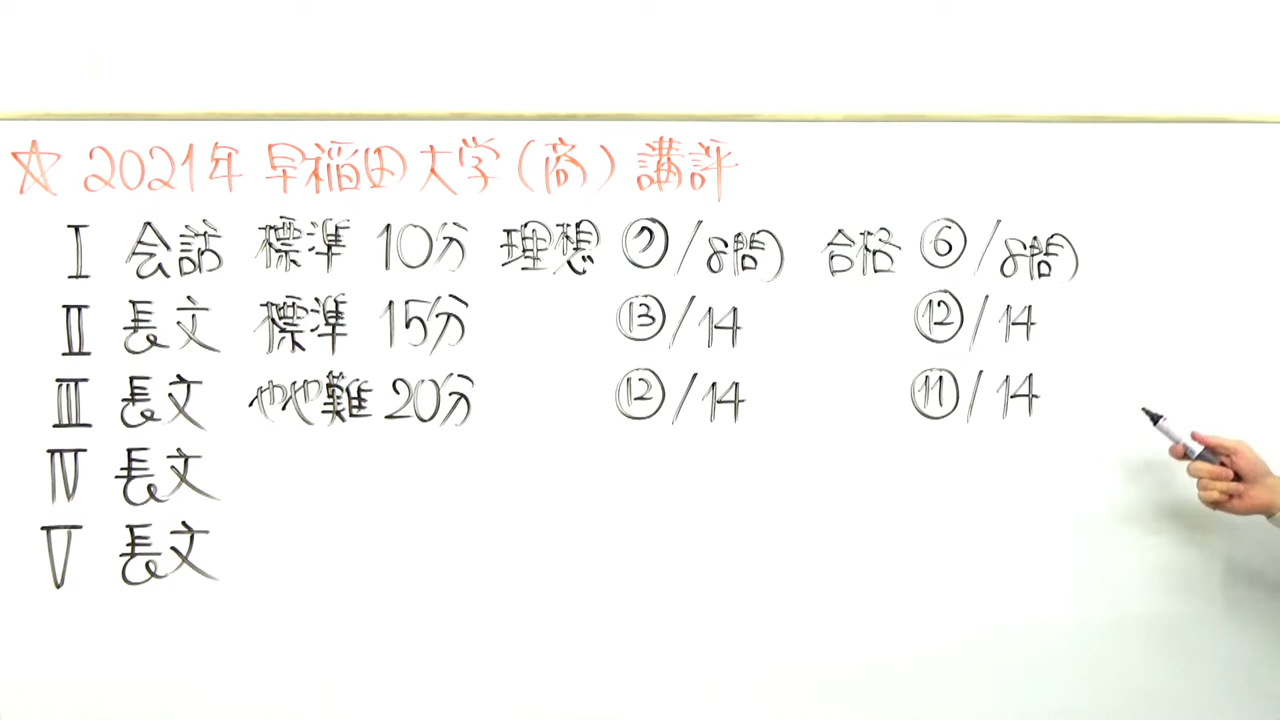 ☆ 2021年 早稲田大学(商) 講評
I 会話 標準 10分 理想 ⑦/8問 合格 ⑥/8問
II 長文 標準 15分 ⑬/14 ⑫/14
III 長文 やや難 20分 ⑫/14 ⑪/14
IV 長文
V 長文